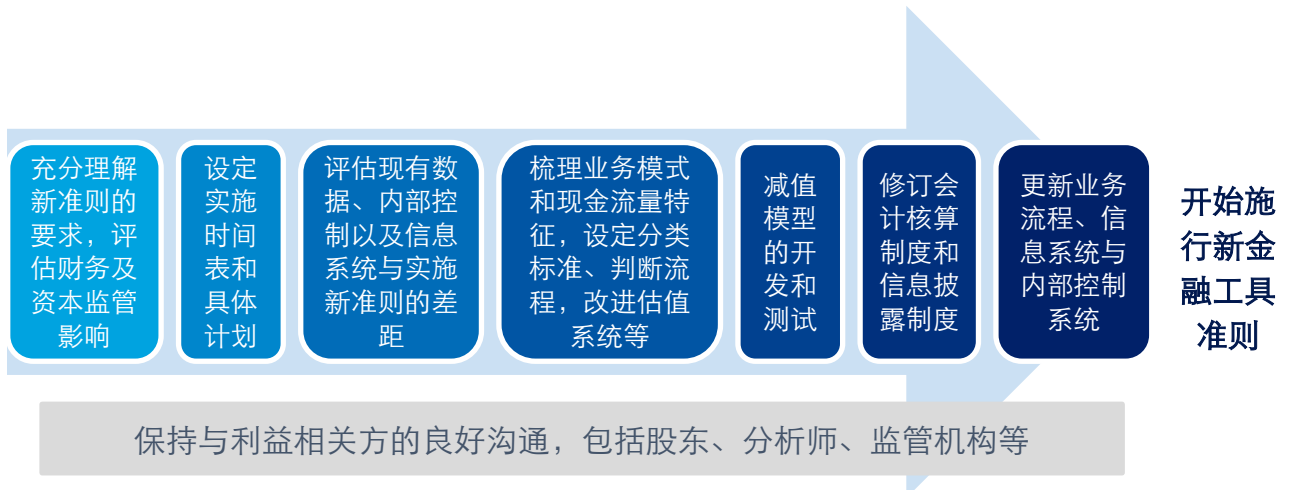 充分理解
新准则的
要求，评
估财务及
资本监管
影响
设定
实施
时间
表和
具体
计划
评估现有数
据、内部控
制以及信息
系统与实施
新准则的差
距
梳理业务模式
和现金流量特
征，设定分类
标准、判断流
程，改进估值
系统等
减值
模型
的开
发和
测试
修订会
计核算
制度和
信息披
露制度
更新业务
流程、信
息系统与
内部控制
系统
开始施
行新金
融工具
准则
保持与利益相关方的良好沟通，包括股东、分析师、监管机构等